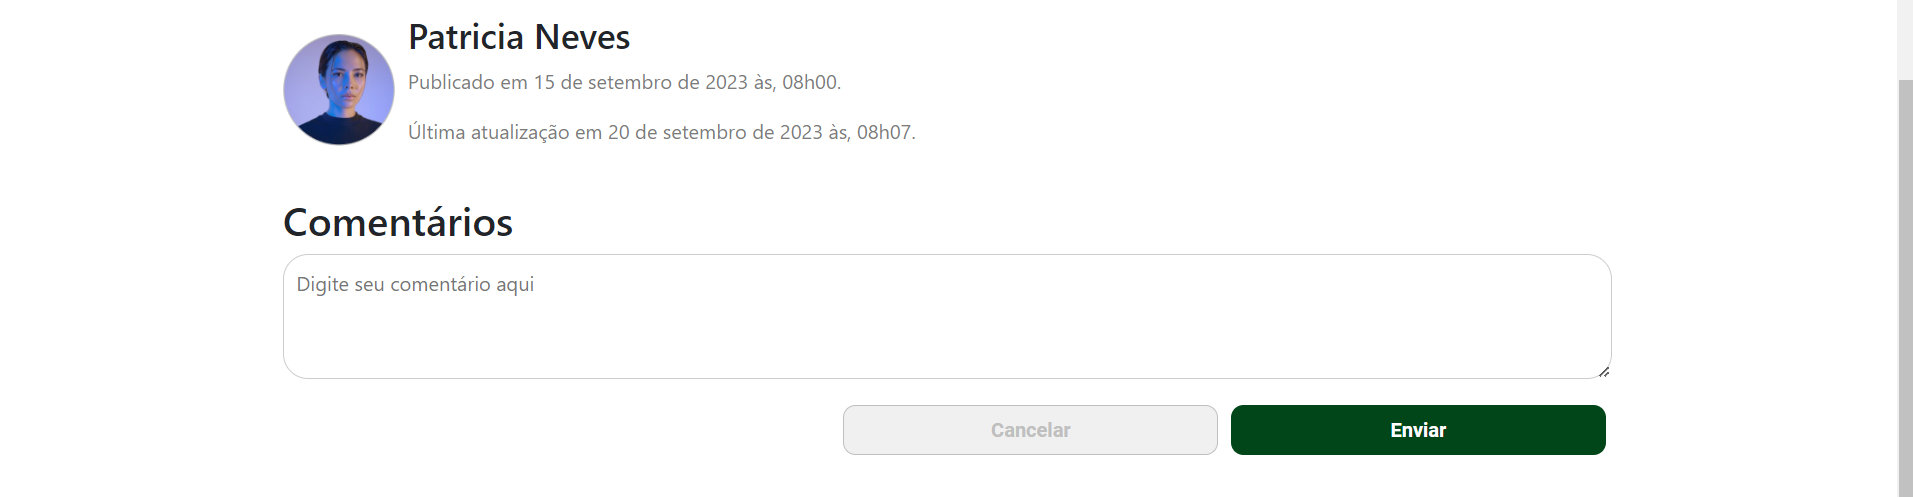 Patricia Neves
Publicado em 15 de setembro de 2023 às, 08h00.
Última atualização em 20 de setembro de 2023 às, 08h07.
Comentários
Digite seu comentário aqui
Cancelar
Enviar